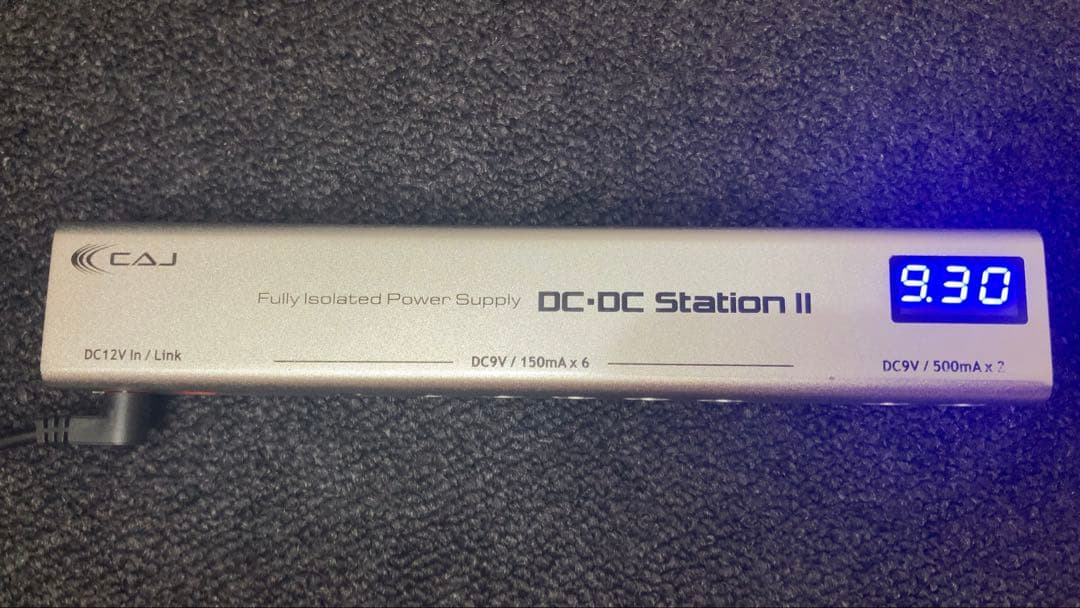 CAJ
9.30
Fully Isolated Power Supply DC·DC Station II
DC12V In / Link
DC9V / 150mA x 6
DC9V / 500mA x 2